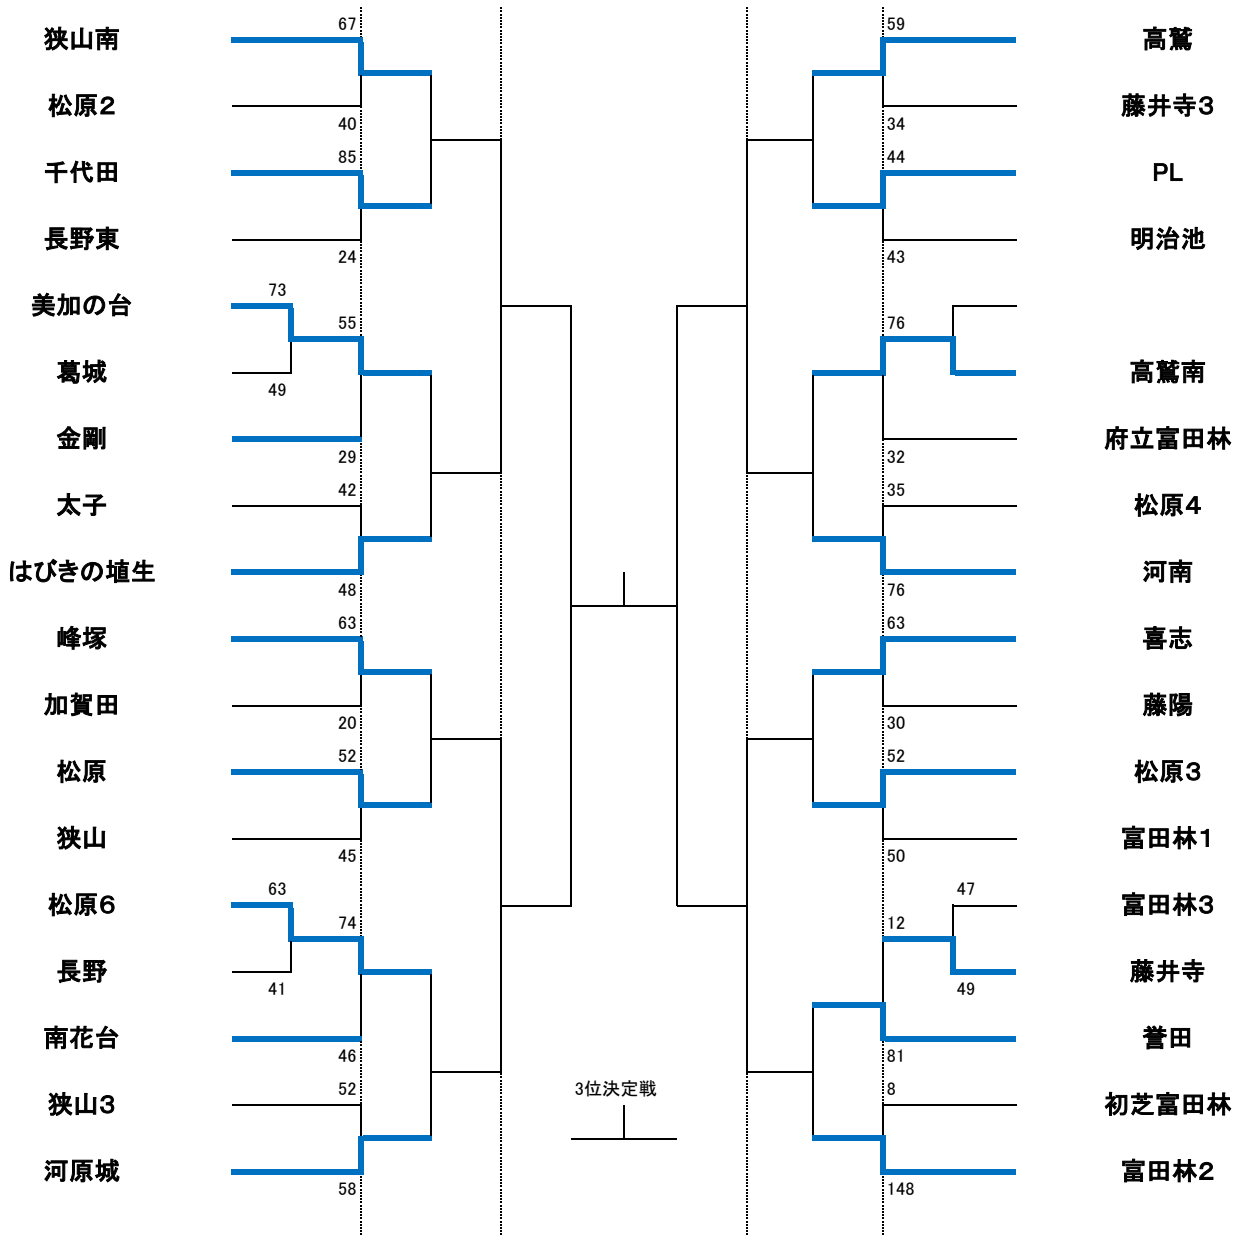 狭山南
67
松原2
40
千代田
85
長野東
24
美加の台
73
55
葛城
49
金剛
29
太子
42
はびきの埴生
48
峰塚
63
加賀田
20
松原
52
狭山
45
松原6
63
74
長野
41
南花台
46
狭山3
52
河原城
58
3位決定戦
59
高鷲
34
藤井寺3
44
PL
43
明治池
76
高鷲南
32
府立富田林
35
松原4
76
河南
63
喜志
30
藤陽
52
松原3
50
富田林1
47
富田林3
12
49
藤井寺
81
誉田
8
初芝富田林
148
富田林2